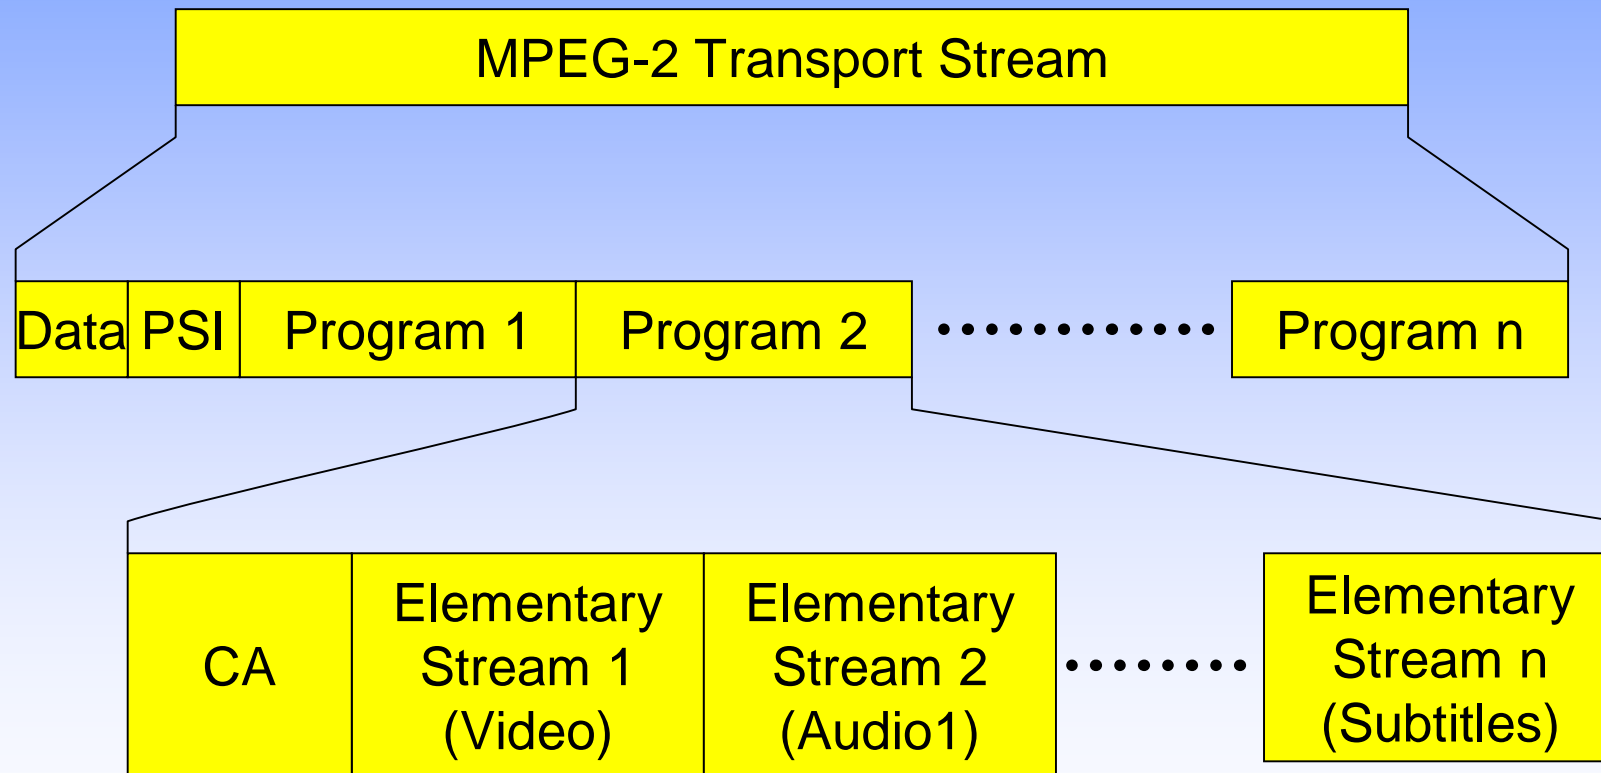 MPEG-2 Transport Stream
Data PSI Program 1 Program 2 ............ Program n
CA
Elementary
Stream 1
(Video)
Elementary
Stream 2
(Audio1)
........
Elementary
Stream n
(Subtitles)